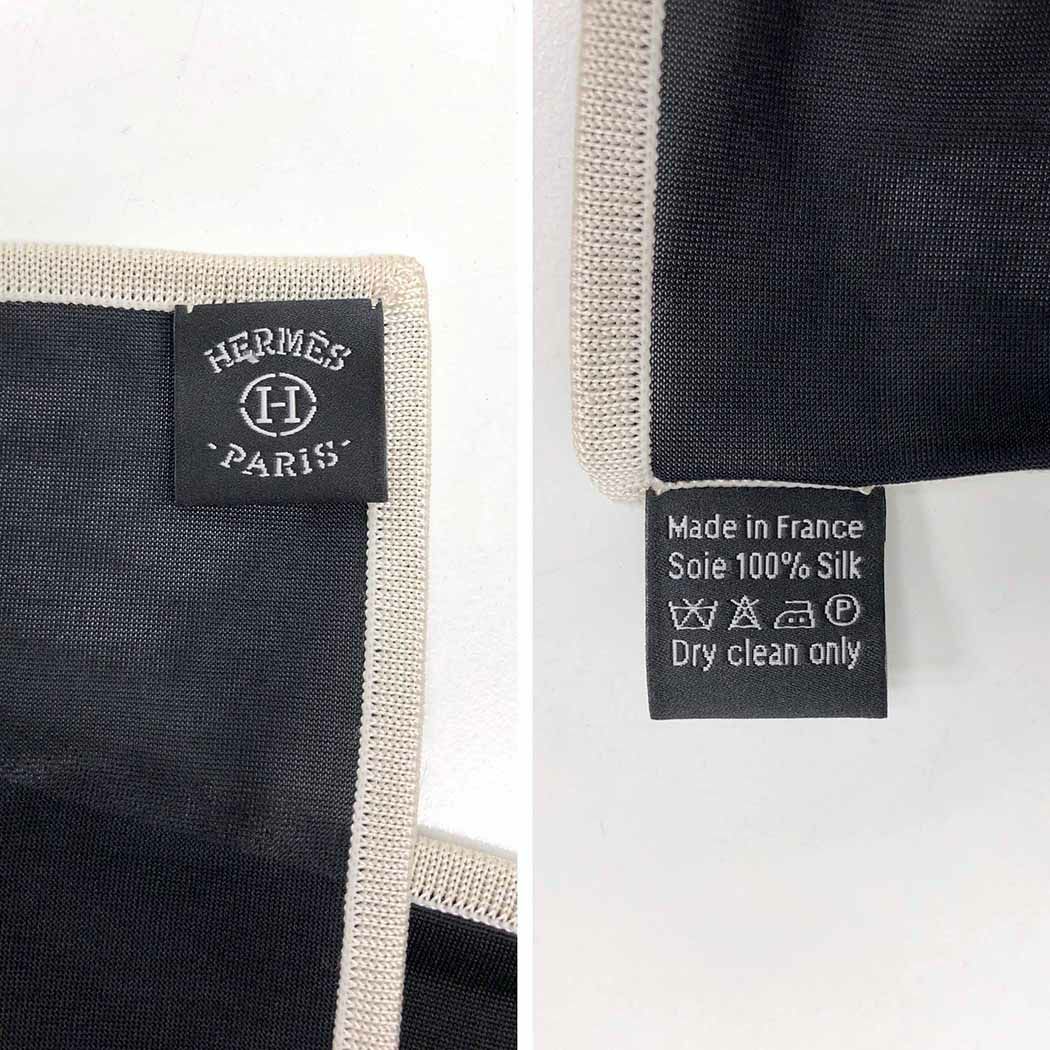 HERMÈS
H
-PARIS-
Made in France
Soie 100% Silk
P
Dry clean only